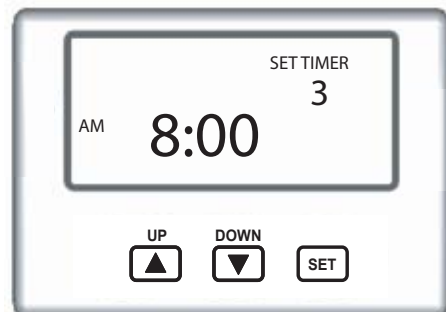 SET TIMER
3
AM 8:00
UP DOWN
SET